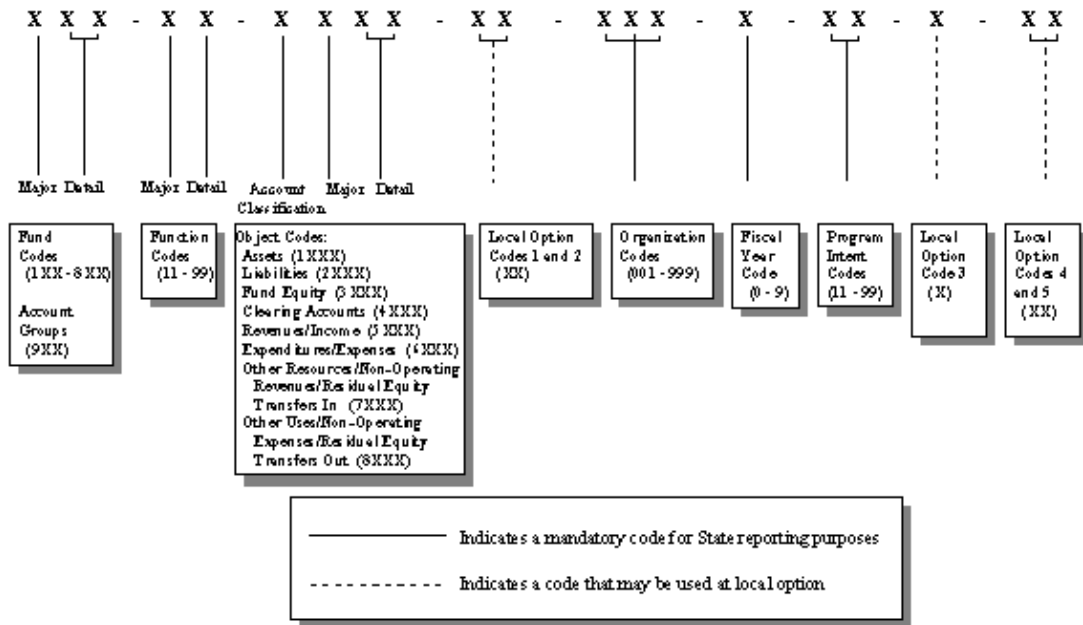 X X X - X X - X X X X - X X - X X X - X - X X - X - X X
Major Detail Major Detail Account Classification Major Detail
Fund
Codes
(1XX - 8XX)
Account
Groups
(9XX)
Function
Codes
(11 - 99)
Object Codes:
Assets (1XXX)
Liabilities (2XXX)
Fund Equity (3XXX)
Clearing Accounts (4XXX)
Revenues/Income (5XXX)
Expenditures/Expenses (6XXX)
Other Resources/Non-Operating
Revenues/Residual Equity
Transfers In (7XXX)
Other Uses/Non-Operating
Expenses/Residual Equity
Transfers Out (8XXX)
Local Option
Codes 1 and 2
(XX)
Organization
Codes
(001 - 999)
Fiscal
Year
Code
(0 - 9)
Program
Intent
Codes
(11 - 99)
Local
Option
Code 3
(X)
Local
Option
Codes 4
and 5
(XX)
Indicates a mandatory code for State reporting purposes
Indicates a code that may be used at local option